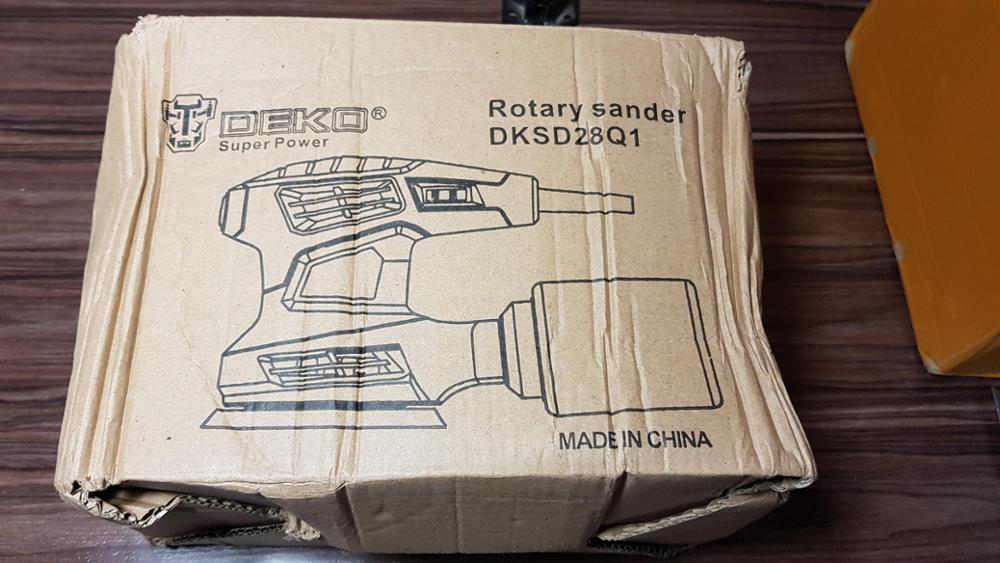 DEKO®
Super Power
Rotary sander
DKSD28Q1
MADE IN CHINA